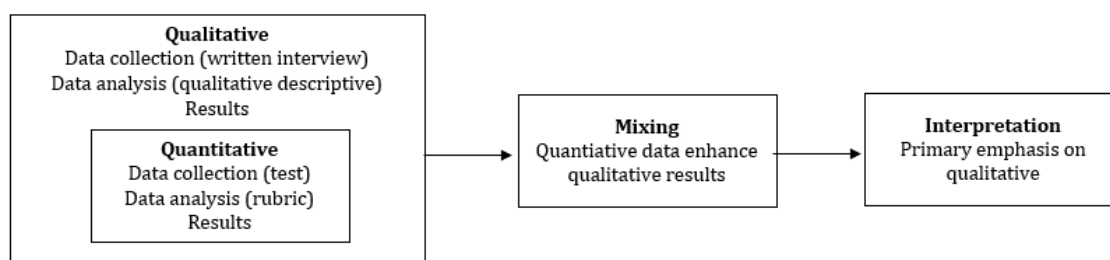 Qualitative
Data collection (written interview)
Data analysis (qualitative descriptive)
Results
Quantitative
Data collection (test)
Data analysis (rubric)
Results
Mixing
Quantiative data enhance
qualitative results
Interpretation
Primary emphasis on
qualitative